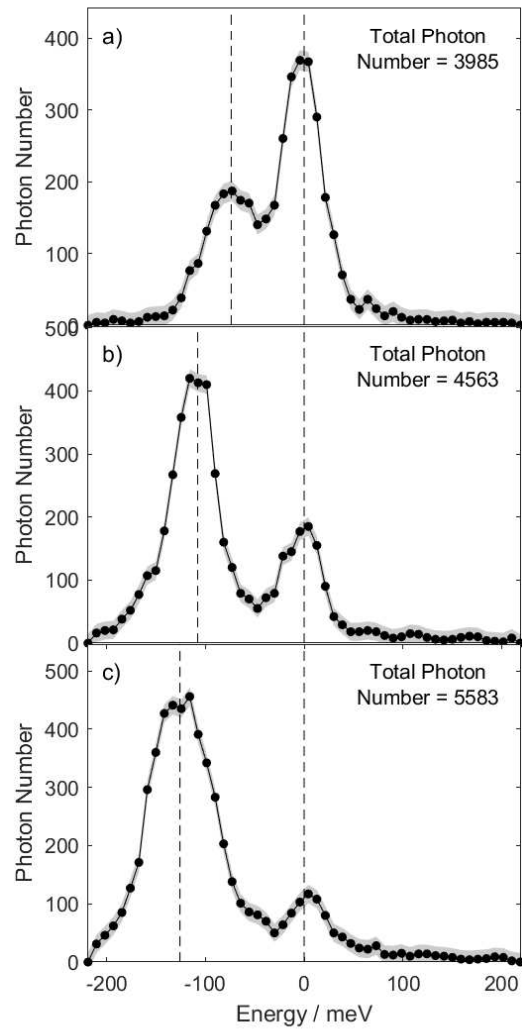 a)
Total Photon
Number = 3985
400
300
200
100
0
Photon Number
b)
Total Photon
Number = 4563
500
400
300
200
100
0
Photon Number
c)
Total Photon
Number = 5583
500
400
300
200
100
0
Photon Number
-200 -100 0 100 200
Energy / meV